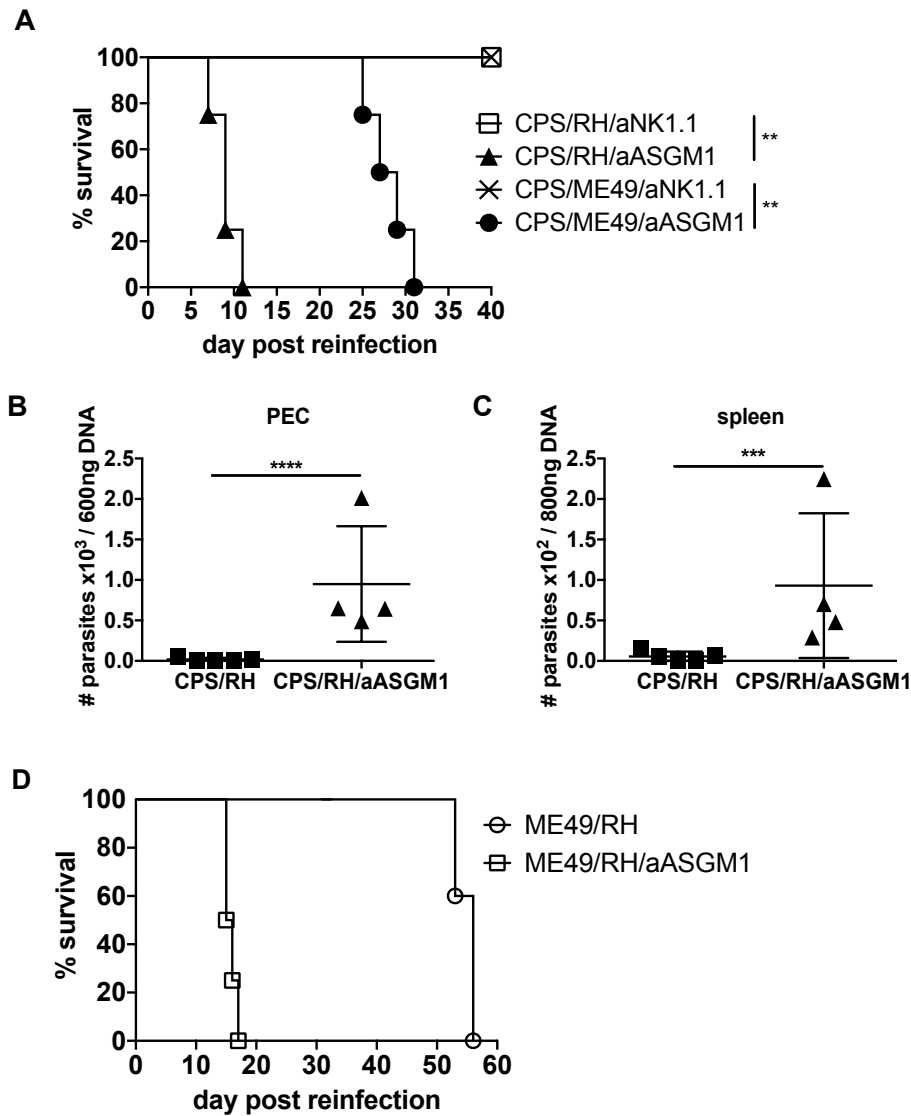 A
% survival
100
80
60
40
20
0
0 5 10 15 20 25 30 35 40
day post reinfection
CPS/RH/aNK1.1
CPS/RH/aASGM1
CPS/ME49/aNK1.1
CPS/ME49/aASGM1
**
**
B
PEC
# parasites x10³ / 600ng DNA
2.5
2.0
1.5
1.0
0.5
0.0
****
CPS/RH CPS/RH/aASGM1
C
spleen
# parasites x10² / 800ng DNA
2.5
2.0
1.5
1.0
0.5
0.0
***
CPS/RH CPS/RH/aASGM1
D
% survival
100
80
60
40
20
0
0 10 20 30 40 50 60
day post reinfection
ME49/RH
ME49/RH/aASGM1